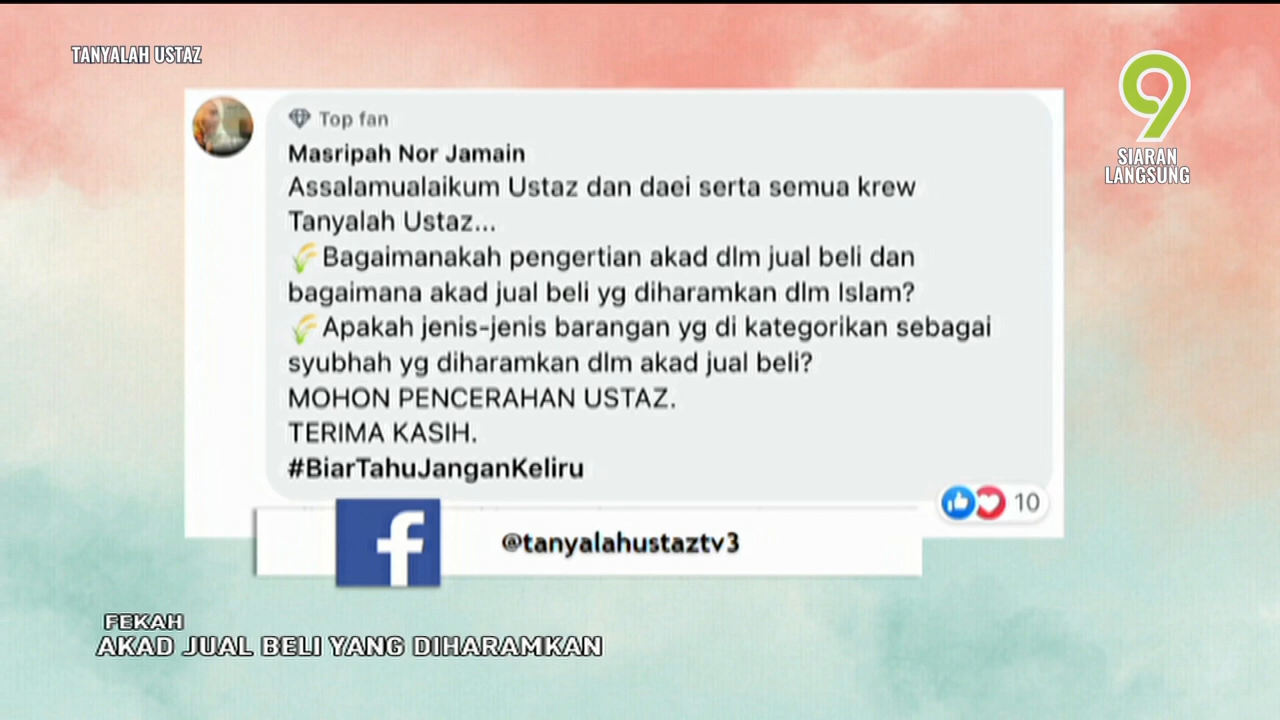 TANYALAH USTAZ
9
SIARAN
LANGSUNG
Top fan
Masripah Nor Jamain
Assalamualaikum Ustaz dan daei serta semua krew
Tanyalah Ustaz...
🌾Bagaimanakah pengertian akad dlm jual beli dan
bagaimana akad jual beli yg diharamkan dlm Islam?
🌾Apakah jenis-jenis barangan yg di kategorikan sebagai
syubhah yg diharamkan dlm akad jual beli?
MOHON PENCERAHAN USTAZ.
TERIMA KASIH.
#BiarTahuJanganKeliru
10
f
@tanyalahustaztv3
FEKAH
AKAD JUAL BELI YANG DIHARAMKAN